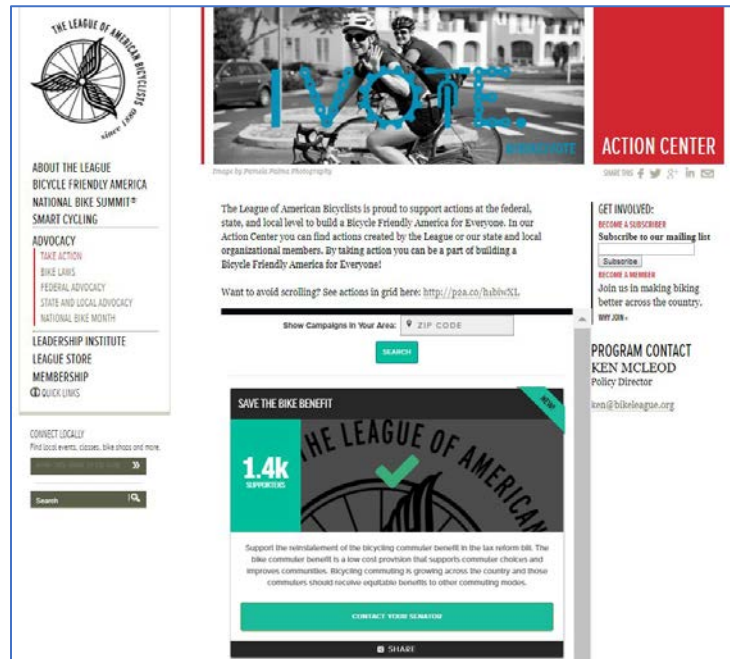 THE LEAGUE OF AMERICAN BICYCLISTS
since 1880
ABOUT THE LEAGUE
BICYCLE FRIENDLY AMERICA
NATIONAL BIKE SUMMIT®
SMART CYCLING
ADVOCACY
TAKE ACTION
BIKE LAWS
FEDERAL ADVOCACY
STATE AND LOCAL ADVOCACY
NATIONAL BIKE MONTH
LEADERSHIP INSTITUTE
LEAGUE STORE
MEMBERSHIP
QUICK LINKS
CONNECT LOCALLY
Find local events, classes, bike shops and more.
Search
I VOTE.
Image by Pamela Palma Photography
ACTION CENTER
SHARE THIS
The League of American Bicyclists is proud to support actions at the federal,
state, and local level to build a Bicycle Friendly America for Everyone. In our
Action Center you can find actions created by the League or our state and local
organizational members. By taking action you can be a part of building a
Bicycle Friendly America for Everyone!
Want to avoid scrolling? See actions in grid here: http://p2a.co/h1biwXL
Show Campaigns In Your Area:
ZIP CODE
SEARCH
SAVE THE BIKE BENEFIT
NEW!
1.4k
SUPPORTERS
THE LEAGUE OF AMERIC
Support the reinstatement of the bicycling commuter benefit in the tax reform bill. The
bike commuter benefit is a low cost provision that supports commuter choices and
improves communities. Bicycling commuting is growing across the country and those
commuters should receive equitable benefits to other commuting modes.
CONTACT YOUR SENATOR
SHARE
GET INVOLVED:
BECOME A SUBSCRIBER
Subscribe to our mailing list
Subscribe
BECOME A MEMBER
Join us in making biking
better across the country.
WHY JOIN ›
PROGRAM CONTACT
KEN MCLEOD
Policy Director
ken@bikeleague.org